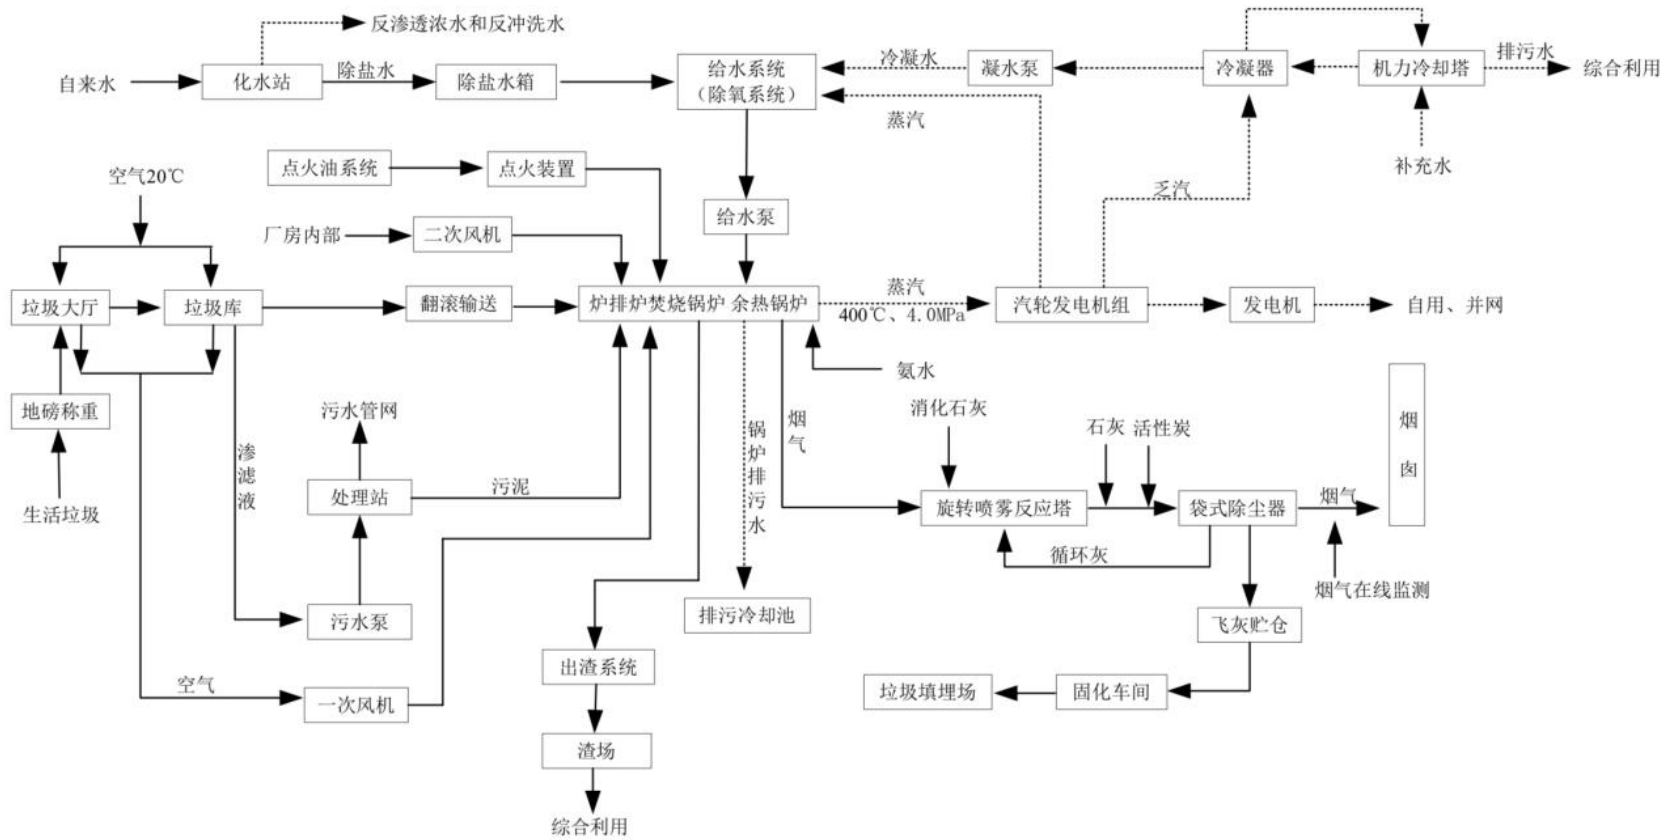 反渗透浓水和反冲洗水
自来水
化水站
除盐水
除盐水箱
给水系统
（除氧系统）
冷凝水
凝水泵
冷凝器
机力冷却塔
排污水
综合利用
蒸汽
补充水
乏汽
点火油系统
点火装置
空气20℃
给水泵
厂房内部
二次风机
垃圾大厅
垃圾库
翻滚输送
炉排炉焚烧锅炉 余热锅炉
蒸汽
400℃、4.0MPa
汽轮发电机组
发电机
自用、并网
氨水
地磅称重
生活垃圾
渗滤液
污水管网
处理站
污泥
污水泵
空气
一次风机
锅炉排污水
烟气
排污冷却池
出渣系统
渣场
综合利用
消化石灰
石灰
活性炭
旋转喷雾反应塔
袋式除尘器
烟气
烟囱
循环灰
烟气在线监测
飞灰贮仓
固化车间
垃圾填埋场